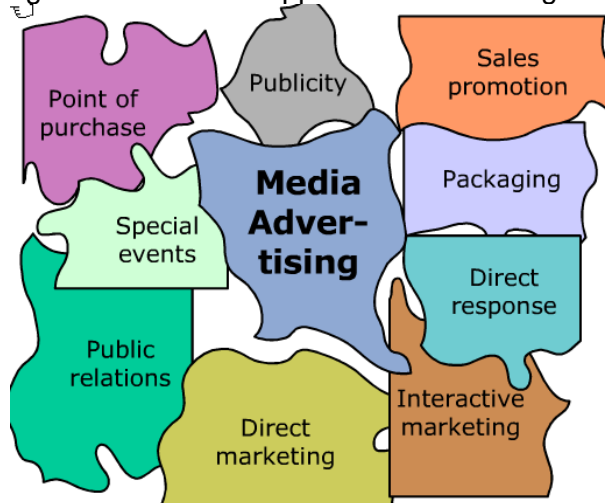 Point of
purchase
Publicity
Sales
promotion
Media
Adver-
tising
Packaging
Special
events
Direct
response
Public
relations
Direct
marketing
Interactive
marketing